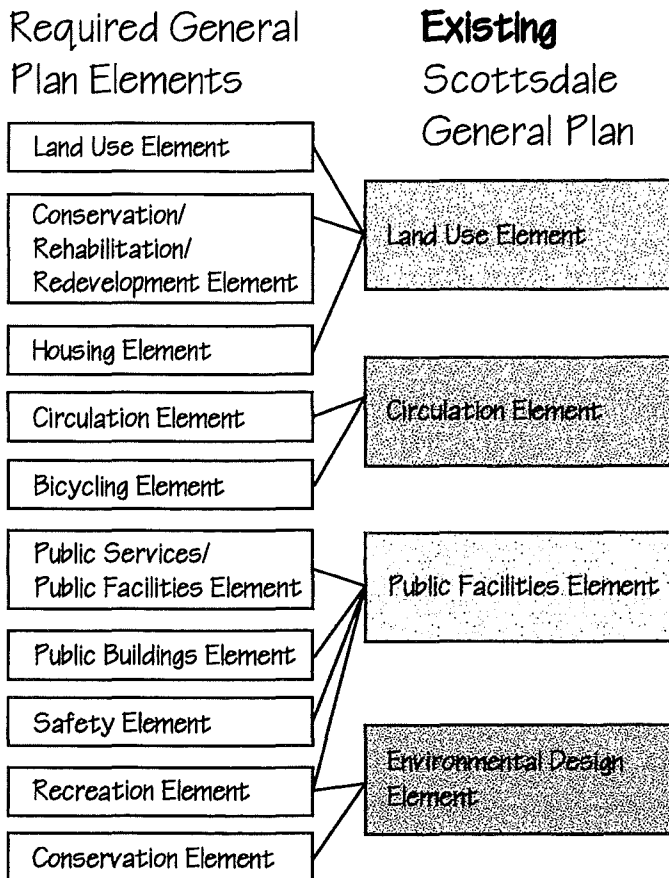 Required General
Plan Elements
Land Use Element
Conservation/
Rehabilitation/
Redevelopment Element
Housing Element
Circulation Element
Bicycling Element
Public Services/
Public Facilities Element
Public Buildings Element
Safety Element
Recreation Element
Conservation Element
Existing
Scottsdale
General Plan
Land Use Element
Circulation Element
Public Facilities Element
Environmental Design
Element